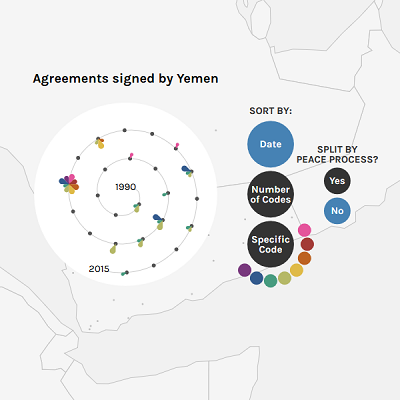 Agreements signed by Yemen
SORT BY:
Date
SPLIT BY
PEACE PROCESS?
1990
Number
of Codes
Yes
No
Specific
Code
2015